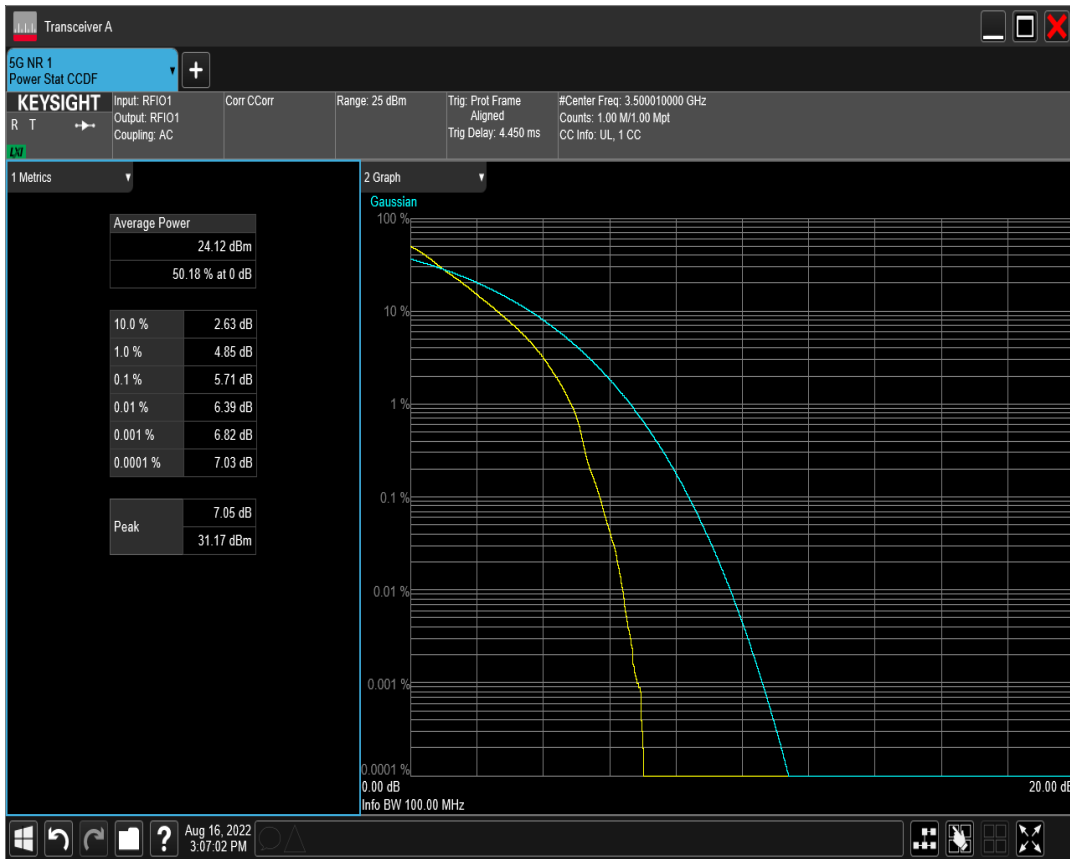 Transceiver A
5G NR 1
Power Stat CCDF
KEYSIGHT
R T
LXI
Input: RFIO1
Output: RFIO1
Coupling: AC
Corr CCorr
Range: 25 dBm
Trig: Prot Frame
Aligned
Trig Delay: 4.450 ms
#Center Freq: 3.500010000 GHz
Counts: 1.00 M/1.00 Mpt
CC Info: UL, 1 CC
1 Metrics
Average Power
24.12 dBm
50.18 % at 0 dB
10.0 % 2.63 dB
1.0 % 4.85 dB
0.1 % 5.71 dB
0.01 % 6.39 dB
0.001 % 6.82 dB
0.0001 % 7.03 dB
Peak
7.05 dB
31.17 dBm
2 Graph
Gaussian
100 %
10 %
1 %
0.1 %
0.01 %
0.001 %
0.0001 %
0.00 dB 20.00 dB
Info BW 100.00 MHz
? Aug 16, 2022
3:07:02 PM